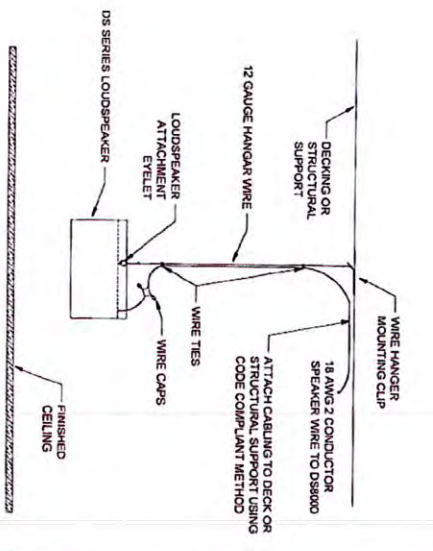 DECKING OR
STRUCTURAL
SUPPORT
WIRE HANGER
MOUNTING CLIP
12 GAUGE HANGAR WIRE
18 AWG 2 CONDUCTOR
SPEAKER WIRE TO DS8000
ATTACH CABLING TO DECK OR
STRUCTURAL SUPPORT USING
CODE COMPLIANT METHOD
LOUDSPEAKER
ATTACHMENT
EYELET
WIRE TIES
DS SERIES LOUDSPEAKER
WIRE CAPS
FINISHED
CEILING